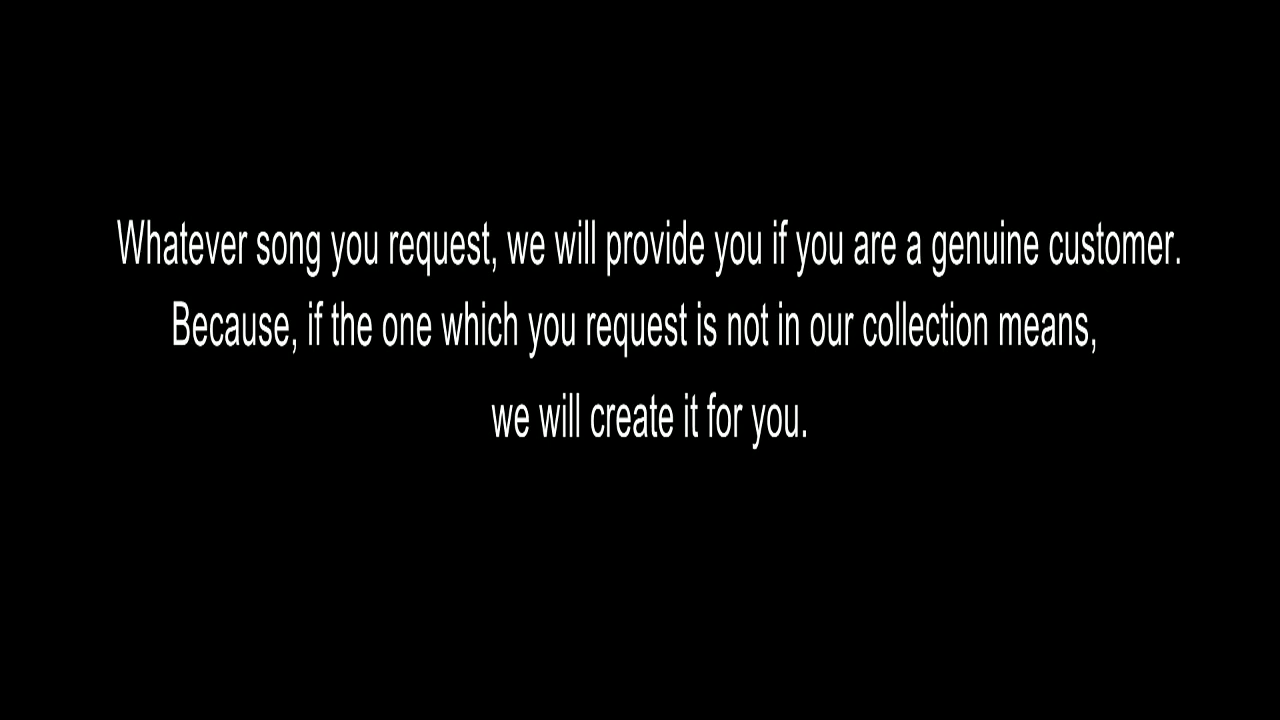 Whatever song you request, we will provide you if you are a genuine customer.
Because, if the one which you request is not in our collection means,
we will create it for you.